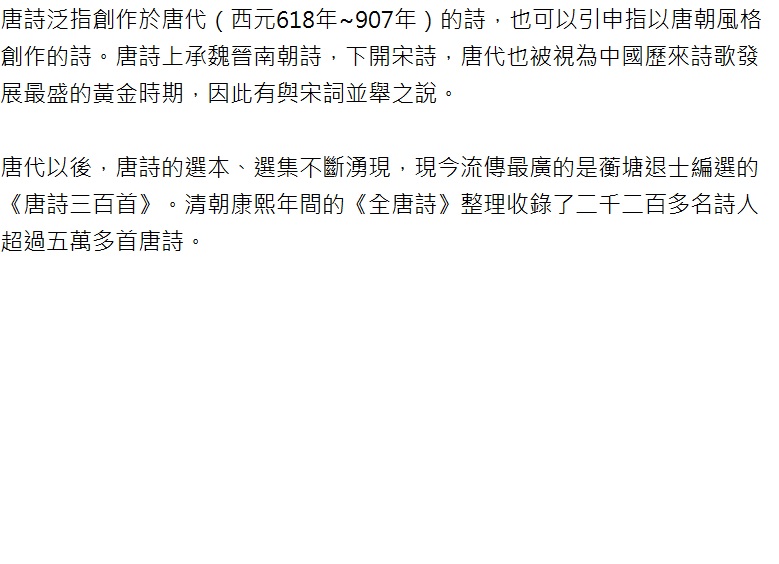 唐詩泛指創作於唐代（西元618年~907年）的詩，也可以引申指以唐朝風格
創作的詩。唐詩上承魏晉南朝詩，下開宋詩，唐代也被視為中國歷來詩歌發
展最盛的黃金時期，因此有與宋詞並舉之說。
唐代以後，唐詩的選本、選集不斷湧現，現今流傳最廣的是蘅塘退士編選的
《唐詩三百首》。清朝康熙年間的《全唐詩》整理收錄了二千二百多名詩人
超過五萬多首唐詩。